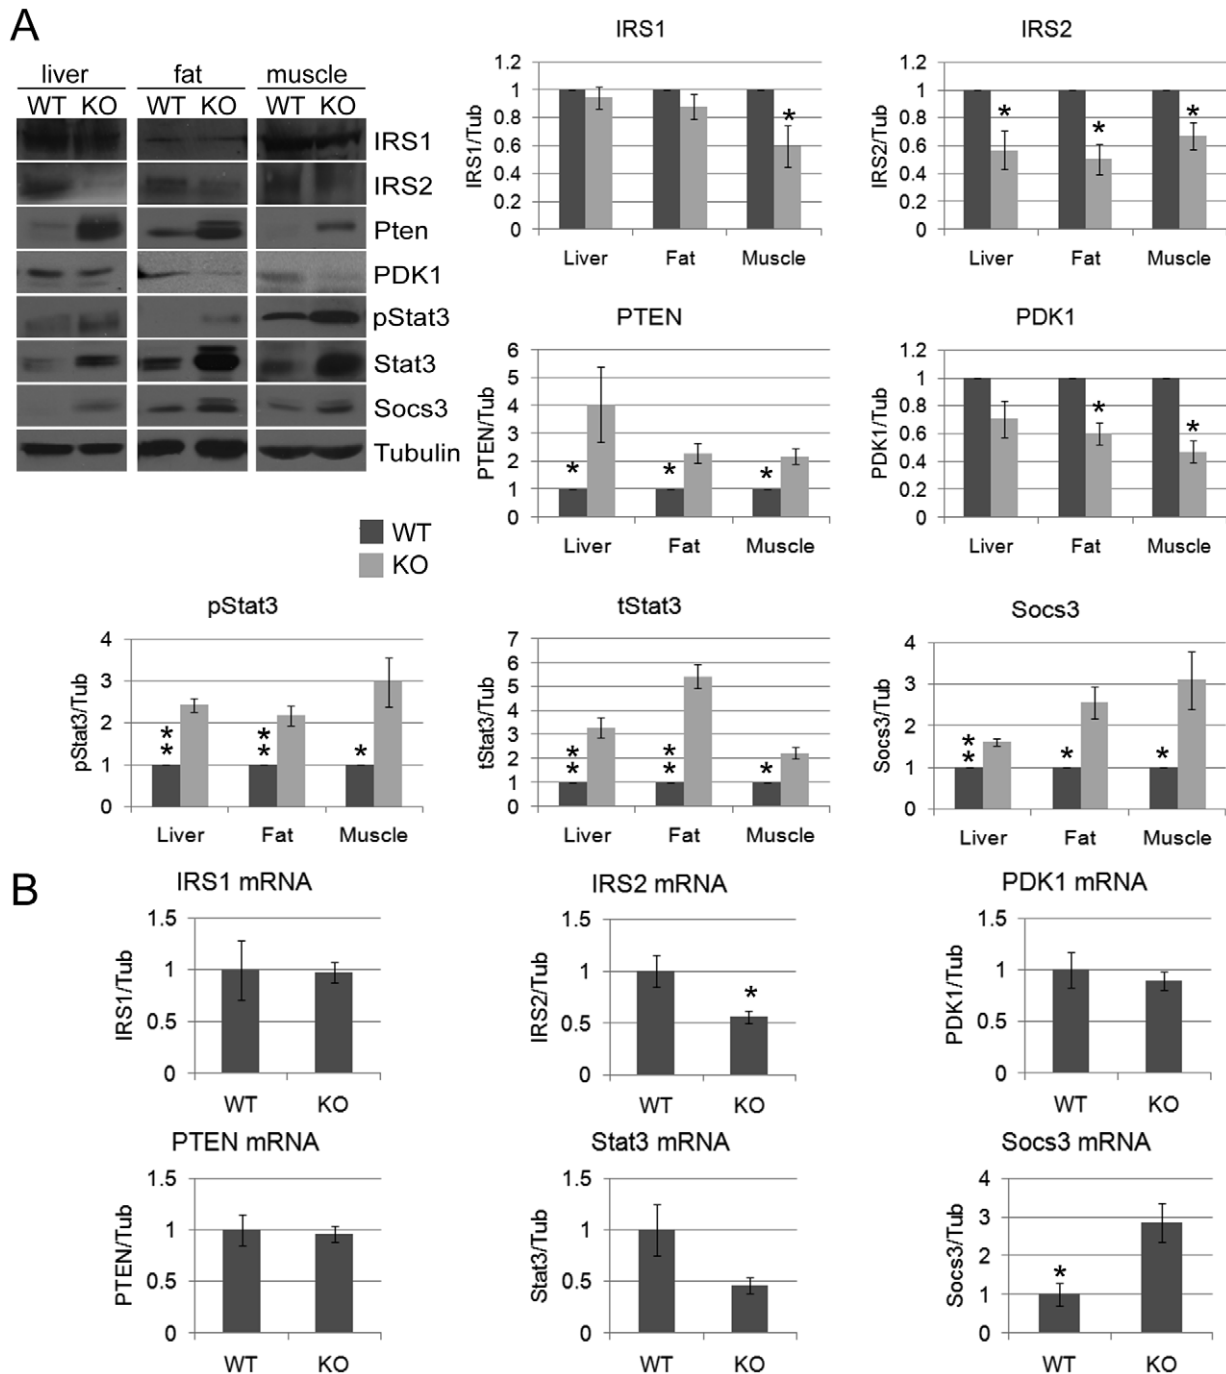 A
liver fat muscle
WT KO WT KO WT KO
IRS1
IRS2
Pten
PDK1
pStat3
Stat3
Socs3
Tubulin
WT
KO
IRS1
IRS1/Tub
1.2
1
0.8
0.6
0.4
0.2
0
*
Liver Fat Muscle
IRS2
IRS2/Tub
1.2
1
0.8
0.6
0.4
0.2
0
* * *
Liver Fat Muscle
PTEN
PTEN/Tub
6
5
4
3
2
1
0
* * *
Liver Fat Muscle
PDK1
PDK1/Tub
1.2
1
0.8
0.6
0.4
0.2
0
* *
Liver Fat Muscle
pStat3
pStat3/Tub
4
3
2
1
0
** ** *
Liver Fat Muscle
tStat3
tStat3/Tub
7
6
5
4
3
2
1
0
** ** *
Liver Fat Muscle
Socs3
Socs3/Tub
4
3
2
1
0
** * *
Liver Fat Muscle
B
IRS1 mRNA
IRS1/Tub
1.5
1
0.5
0
WT KO
IRS2 mRNA
IRS2/Tub
1.5
1
0.5
0
*
WT KO
PDK1 mRNA
PDK1/Tub
1.5
1
0.5
0
WT KO
PTEN mRNA
PTEN/Tub
1.5
1
0.5
0
WT KO
Stat3 mRNA
Stat3/Tub
1.5
1
0.5
0
WT KO
Socs3 mRNA
Socs3/Tub
4
3
2
1
0
*
WT KO